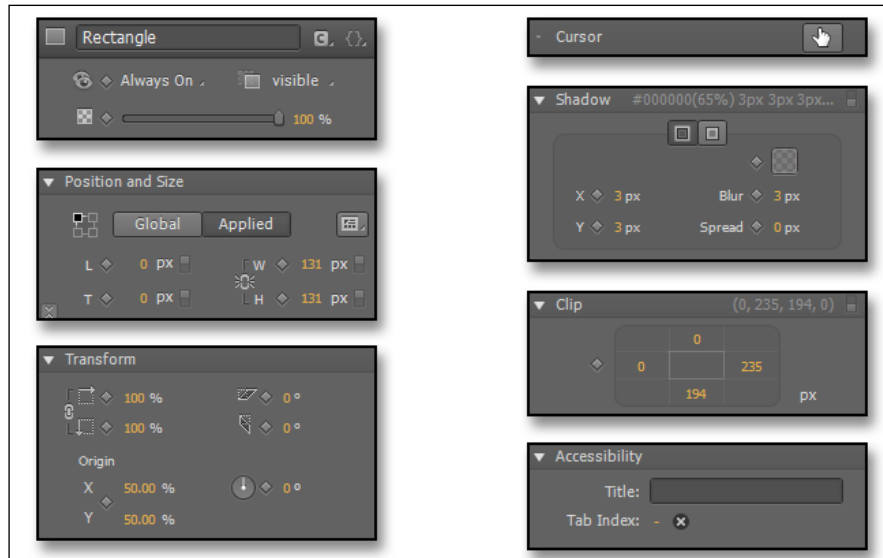 Rectangle
Always On
visible
100 %
Position and Size
Global Applied
L 0 px W 131 px
T 0 px H 131 px
Transform
100 % 0 °
100 % 0 °
Origin
X 50.00 % 0 °
Y 50.00 %
- Cursor
Shadow #000000(65%) 3px 3px 3px...
X 3 px Blur 3 px
Y 3 px Spread 0 px
Clip (0, 235, 194, 0)
0
0 235
194 px
Accessibility
Title:
Tab Index: -